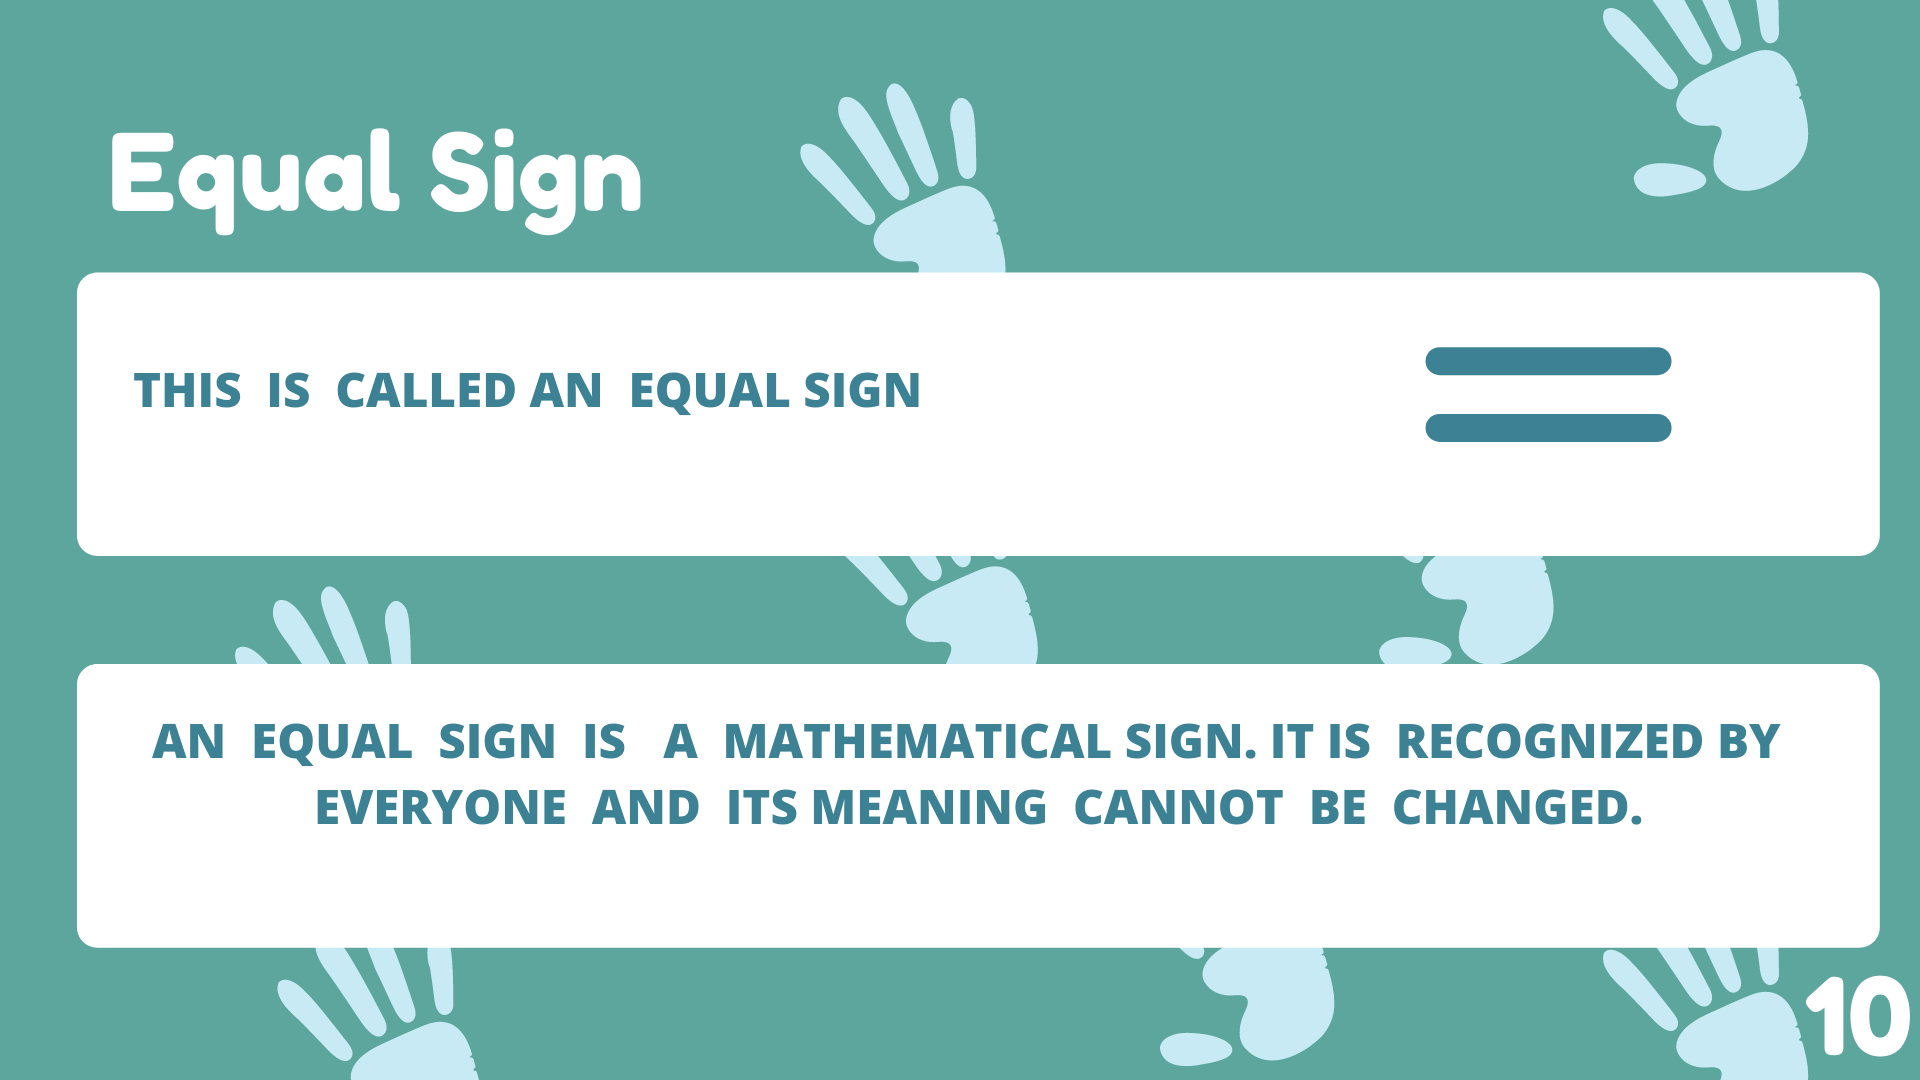 Equal Sign
THIS IS CALLED AN EQUAL SIGN
AN EQUAL SIGN IS A MATHEMATICAL SIGN. IT IS RECOGNIZED BY
EVERYONE AND ITS MEANING CANNOT BE CHANGED.
10